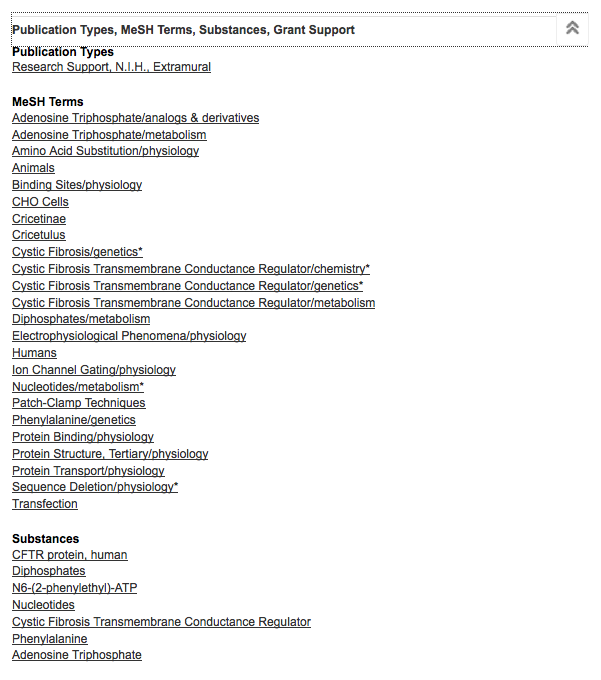 Publication Types, MeSH Terms, Substances, Grant Support
Publication Types
Research Support, N.I.H., Extramural
MeSH Terms
Adenosine Triphosphate/analogs & derivatives
Adenosine Triphosphate/metabolism
Amino Acid Substitution/physiology
Animals
Binding Sites/physiology
CHO Cells
Cricetinae
Cricetulus
Cystic Fibrosis/genetics*
Cystic Fibrosis Transmembrane Conductance Regulator/chemistry*
Cystic Fibrosis Transmembrane Conductance Regulator/genetics*
Cystic Fibrosis Transmembrane Conductance Regulator/metabolism
Diphosphates/metabolism
Electrophysiological Phenomena/physiology
Humans
Ion Channel Gating/physiology
Nucleotides/metabolism*
Patch-Clamp Techniques
Phenylalanine/genetics
Protein Binding/physiology
Protein Structure, Tertiary/physiology
Protein Transport/physiology
Sequence Deletion/physiology*
Transfection
Substances
CFTR protein, human
Diphosphates
N6-(2-phenylethyl)-ATP
Nucleotides
Cystic Fibrosis Transmembrane Conductance Regulator
Phenylalanine
Adenosine Triphosphate